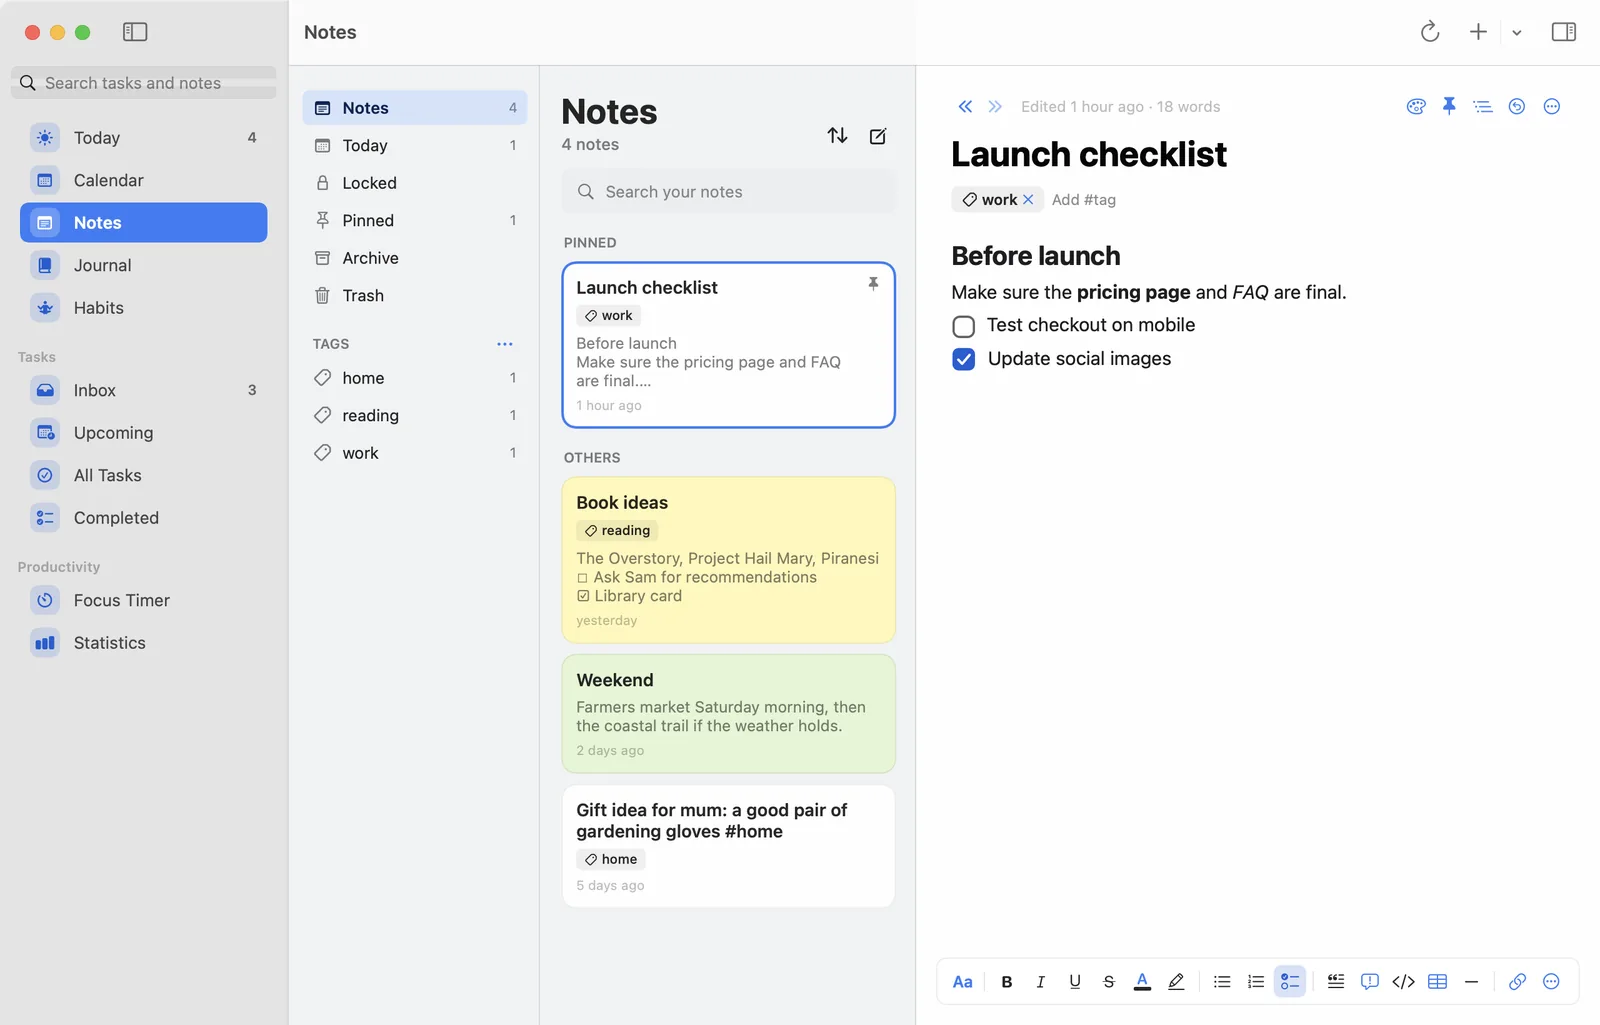 Notes
Search tasks and notes
Today 4
Calendar
Notes
Journal
Habits
Tasks
Inbox 3
Upcoming
All Tasks
Completed
Productivity
Focus Timer
Statistics
Notes 4
Today 1
Locked
Pinned 1
Archive
Trash
TAGS
home 1
reading 1
work 1
Notes
4 notes
Search your notes
PINNED
Launch checklist
work
Before launch
Make sure the pricing page and FAQ
are final....
1 hour ago
OTHERS
Book ideas
reading
The Overstory, Project Hail Mary, Piranesi
☐ Ask Sam for recommendations
☑ Library card
yesterday
Weekend
Farmers market Saturday morning, then
the coastal trail if the weather holds.
2 days ago
Gift idea for mum: a good pair of
gardening gloves #home
home
5 days ago
Edited 1 hour ago · 18 words
Launch checklist
work Add #tag
Before launch
Make sure the pricing page and FAQ are final.
Test checkout on mobile
Update social images
Aa B I U S A